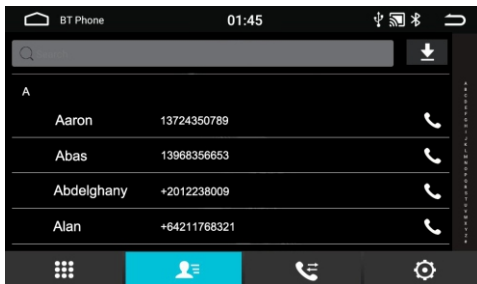 BT Phone 01:45
A
Aaron 13724350789
Abas 13968356653
Abdelghany +2012238009
Alan +64211768321